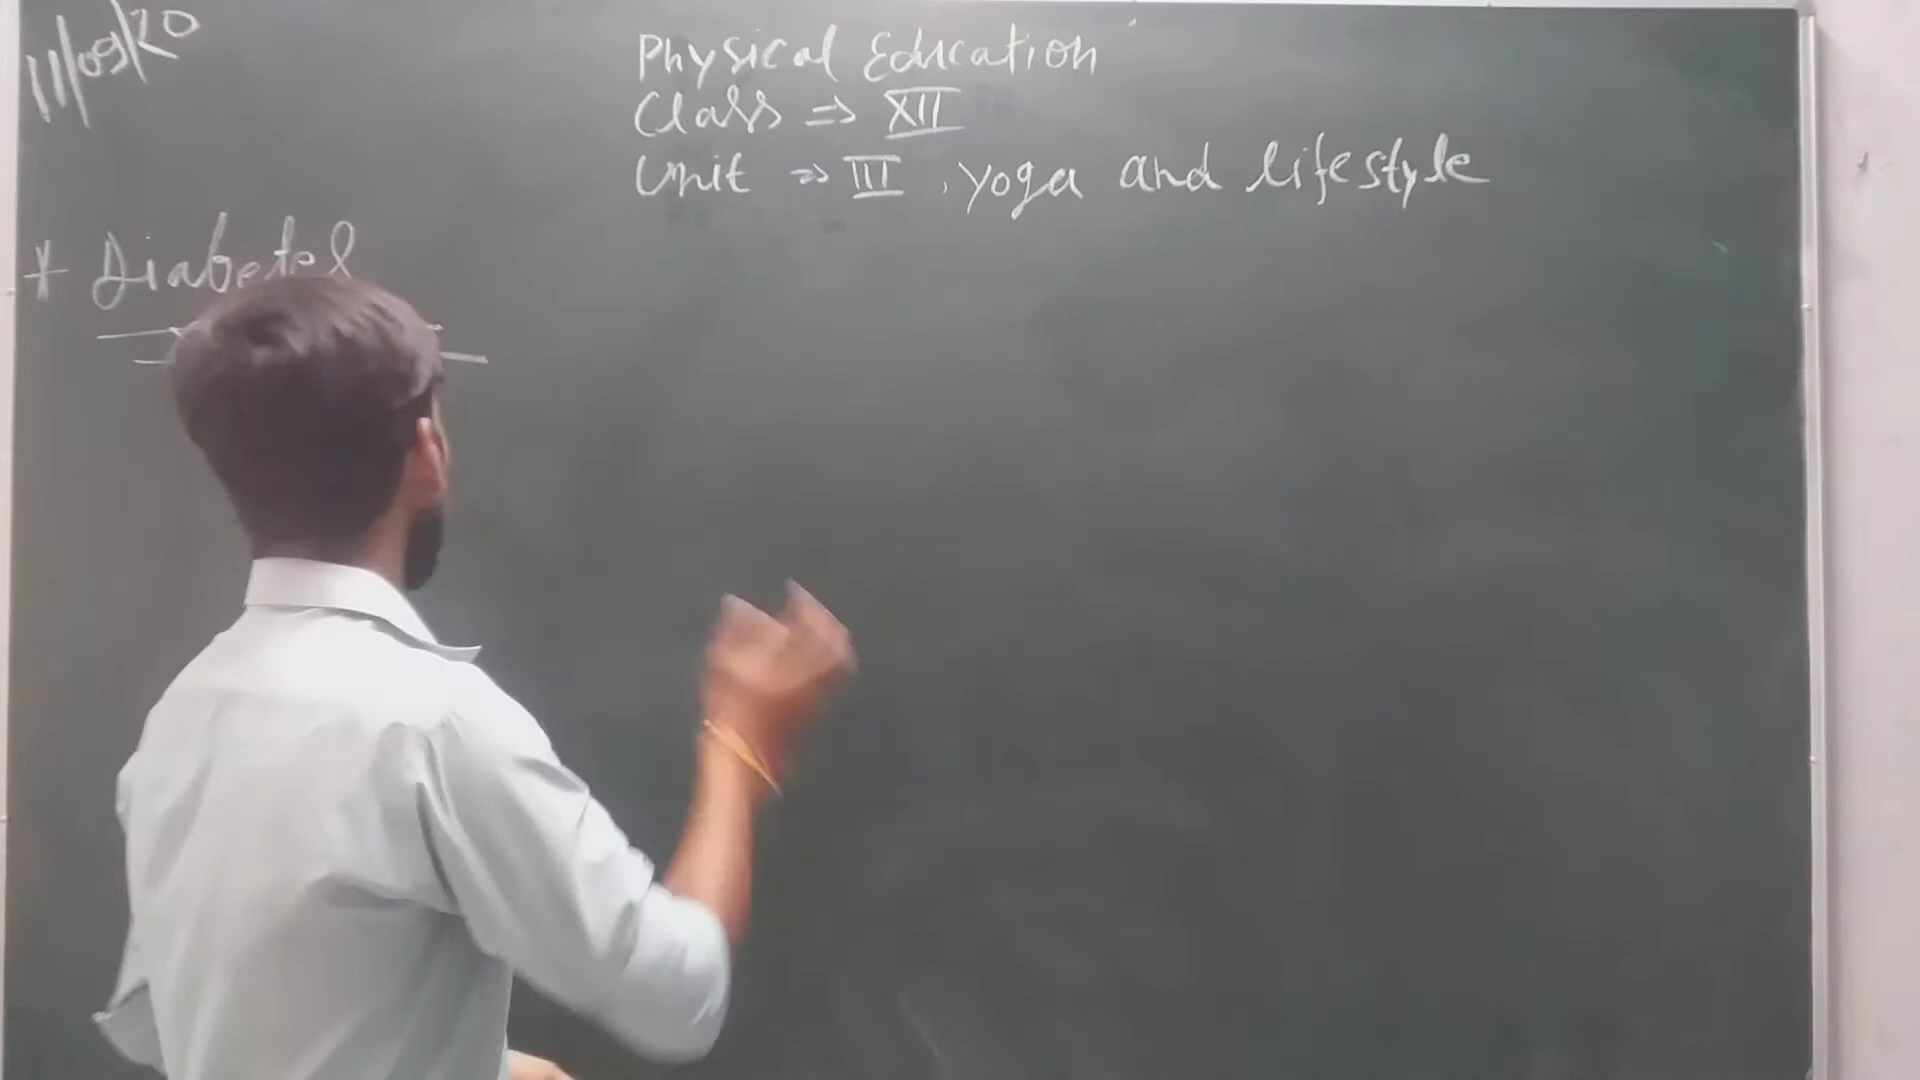 11/09/20
Physical Education
Class ⇒ XII
Unit ⇒ III, yoga and lifestyle
* Diabetes